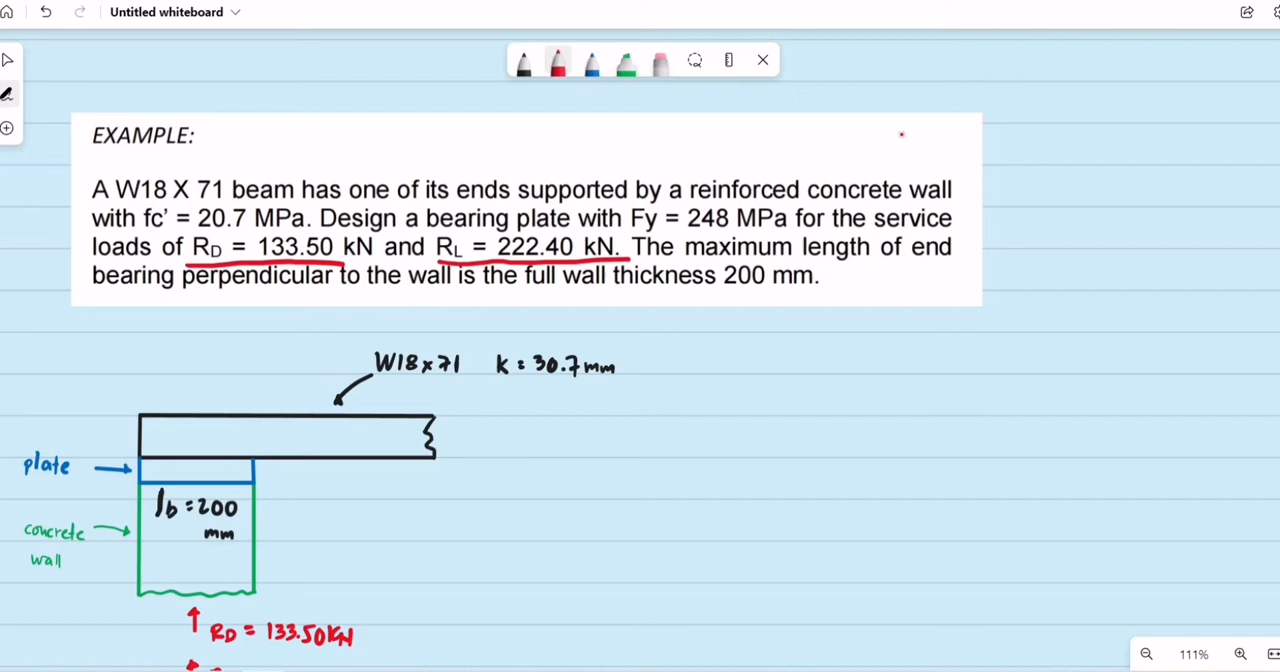 Untitled whiteboard
EXAMPLE:
A W18 X 71 beam has one of its ends supported by a reinforced concrete wall
with fc' = 20.7 MPa. Design a bearing plate with Fy = 248 MPa for the service
loads of RD = 133.50 kN and RL = 222.40 kN. The maximum length of end
bearing perpendicular to the wall is the full wall thickness 200 mm.
W18x71 k = 30.7mm
plate
lb = 200
mm
concrete
wall
RD = 133.50KN
111%